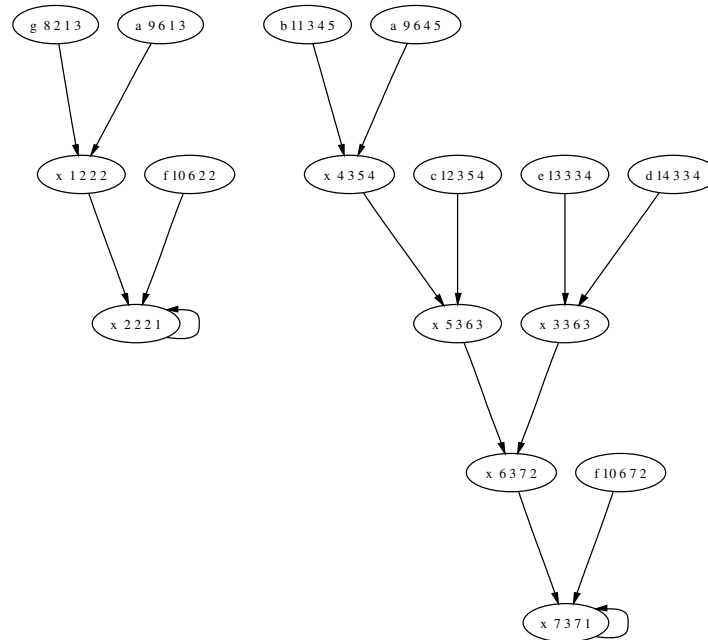 g 8 2 1 3
a 9 6 1 3
b 11 3 4 5
a 9 6 4 5
x 1 2 2 2
f 10 6 2 2
x 4 3 5 4
c 12 3 5 4
e 13 3 3 4
d 14 3 3 4
x 2 2 2 1
x 5 3 6 3
x 3 3 6 3
x 6 3 7 2
f 10 6 7 2
x 7 3 7 1